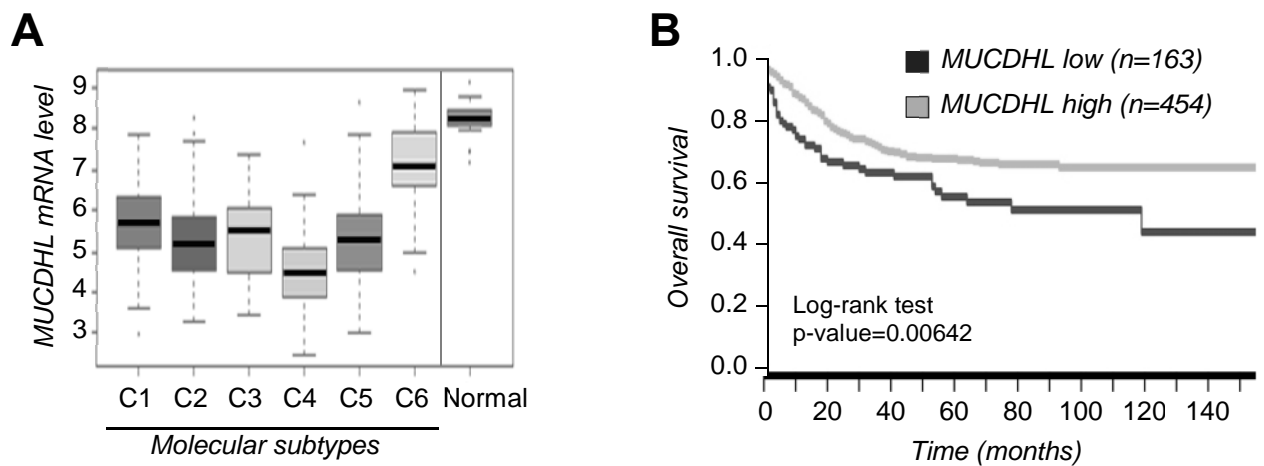 A
MUCDHL mRNA level
9
8
7
6
5
4
3
C1 C2 C3 C4 C5 C6 Normal
Molecular subtypes
B
Overall survival
1.0
0.8
0.6
0.4
0.2
0.0
MUCDHL low (n=163)
MUCDHL high (n=454)
Log-rank test
p-value=0.00642
0 20 40 60 80 100 120 140
Time (months)